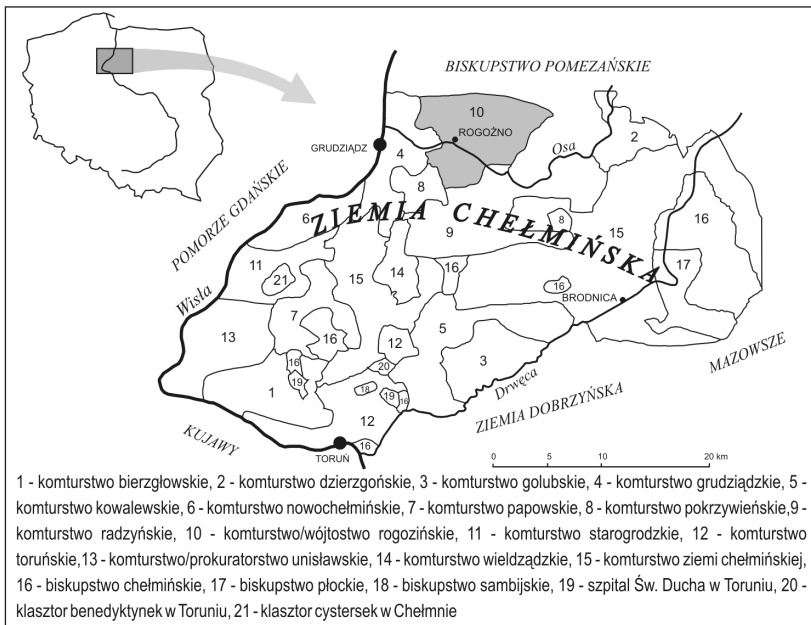 BISKUPSTWO POMEZAŃSKIE
10
ROGOŹNO
2
GRUDZIĄDZ
4
Osa
8
POMORZE GDAŃSKIE
6
ZIEMIA CHEŁMIŃSKA
8
9
15
16
11
21
15
14
16
17
16
Wisła
BRODNICA
7
5
13
16
12
3
MAZOWSZE
16
20
19
18
19
16
1
Drwęca
12
ZIEMIA DOBRZYŃSKA
KUJAWY
TORUŃ
16
0 10 20 km
1 - komturstwo bierzgłowskie, 2 - komturstwo dzierzgońskie, 3 - komturstwo golubskie, 4 - komturstwo grudziądzkie, 5 -
komturstwo kowalewskie, 6 - komturstwo nowochełmińskie, 7 - komturstwo papowskie, 8 - komturstwo pokrzywieńskie,9 -
komturstwo radzyńskie, 10 - komturstwo/wójtostwo rogozińskie, 11 - komturstwo starogrodzkie, 12 - komturstwo
toruńskie,13 - komturstwo/prokuratorstwo unisławskie, 14 - komturstwo wieldządzkie, 15 - komturstwo ziemi chełmińskiej,
16 - biskupstwo chełmińskie, 17 - biskupstwo płockie, 18 - biskupstwo sambijskie, 19 - szpital Św. Ducha w Toruniu, 20 -
klasztor benedyktynek w Toruniu, 21 - klasztor cystersek w Chełmnie